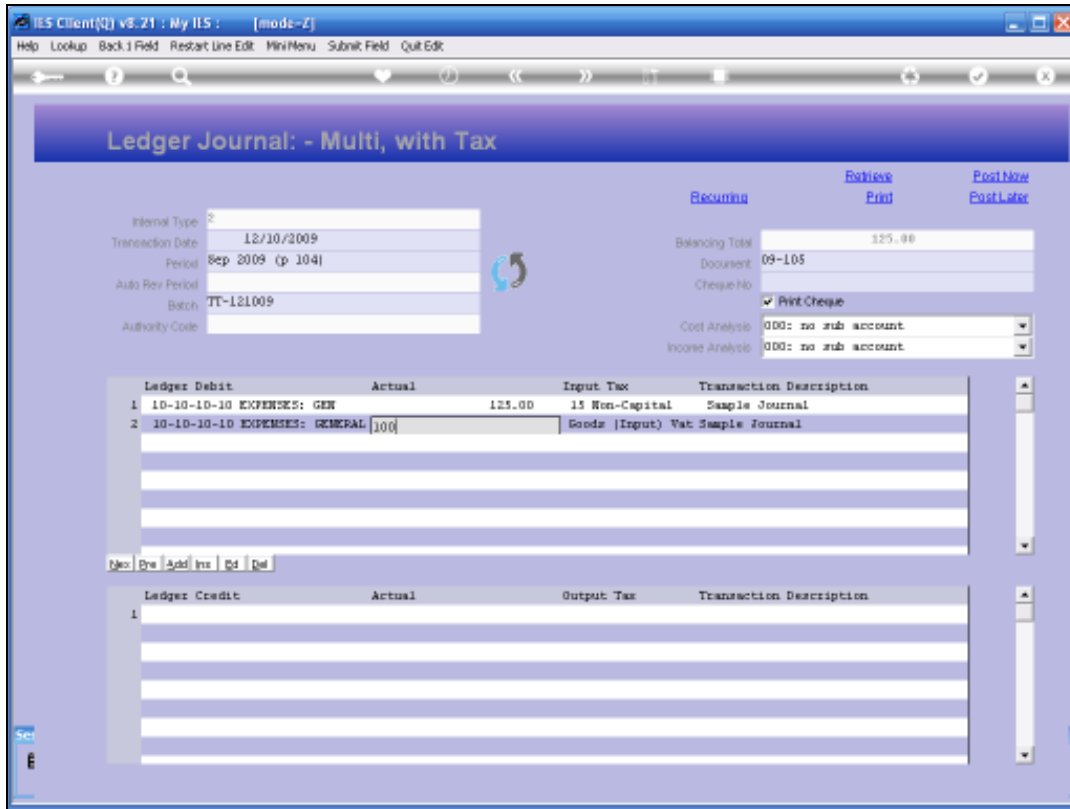 IES Client(Q) v8.21 : My IES : [mode-Z]
Help Lookup Back 1 Field Restart Line Edit MiniMenu Submit Field Quit Edit
Ledger Journal: - Multi, with Tax
Retrieve Post Now
Recurring Print Post Later
Internal Type 2
Transaction Date 12/10/2009 Balancing Total 125.00
Period Sep 2009 (p 104) Document 09-105
Auto Rev Period Cheque No
Batch TT-121009 Print Cheque
Authority Code Cost Analysis 000: no sub account
Income Analysis 000: no sub account
Ledger Debit Actual Input Tax Transaction Description
1 10-10-10-10 EXPENSES: GEN 125.00 15 Non-Capital Sample Journal
2 10-10-10-10 EXPENSES: GENERAL 100 Goods (Input) Vat Sample Journal
Nex Pre Add Ins Ed Del
Ledger Credit Actual Output Tax Transaction Description
1